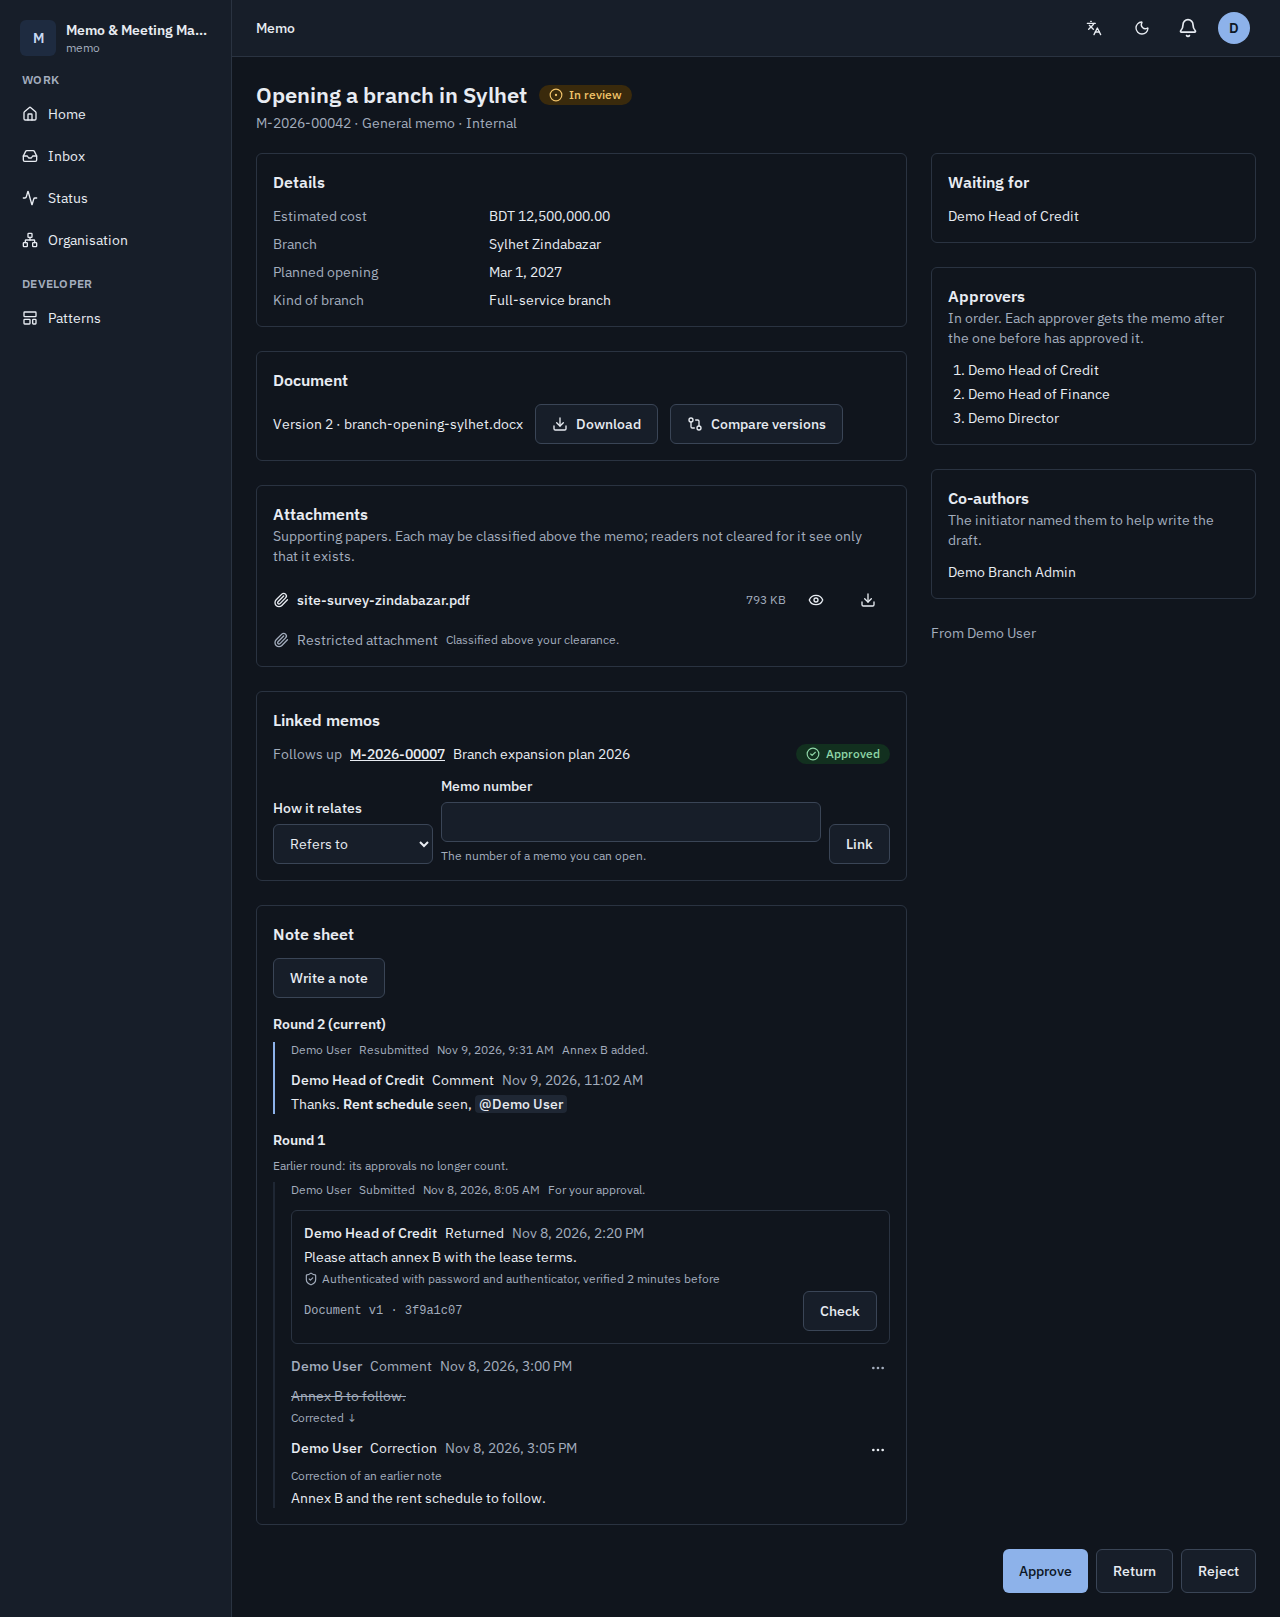 M
Memo & Meeting Ma...
memo
WORK
Home
Inbox
Status
Organisation
DEVELOPER
Patterns
Memo
D
Opening a branch in Sylhet
In review
M-2026-00042 · General memo · Internal
Details
Estimated cost BDT 12,500,000.00
Branch Sylhet Zindabazar
Planned opening Mar 1, 2027
Kind of branch Full-service branch
Document
Version 2 · branch-opening-sylhet.docx Download Compare versions
Attachments
Supporting papers. Each may be classified above the memo; readers not cleared for it see only
that it exists.
site-survey-zindabazar.pdf 793 KB
Restricted attachment Classified above your clearance.
Linked memos
Follows up M-2026-00007 Branch expansion plan 2026 Approved
How it relates
Refers to
Memo number
The number of a memo you can open.
Link
Note sheet
Write a note
Round 2 (current)
Demo User Resubmitted Nov 9, 2026, 9:31 AM Annex B added.
Demo Head of Credit Comment Nov 9, 2026, 11:02 AM
Thanks. Rent schedule seen, @Demo User
Round 1
Earlier round: its approvals no longer count.
Demo User Submitted Nov 8, 2026, 8:05 AM For your approval.
Demo Head of Credit Returned Nov 8, 2026, 2:20 PM
Please attach annex B with the lease terms.
Authenticated with password and authenticator, verified 2 minutes before
Document v1 · 3f9a1c07 Check
Demo User Comment Nov 8, 2026, 3:00 PM
Annex B to follow.
Corrected ↓
Demo User Correction Nov 8, 2026, 3:05 PM
Correction of an earlier note
Annex B and the rent schedule to follow.
Waiting for
Demo Head of Credit
Approvers
In order. Each approver gets the memo after
the one before has approved it.
1. Demo Head of Credit
2. Demo Head of Finance
3. Demo Director
Co-authors
The initiator named them to help write the
draft.
Demo Branch Admin
From Demo User
Approve Return Reject